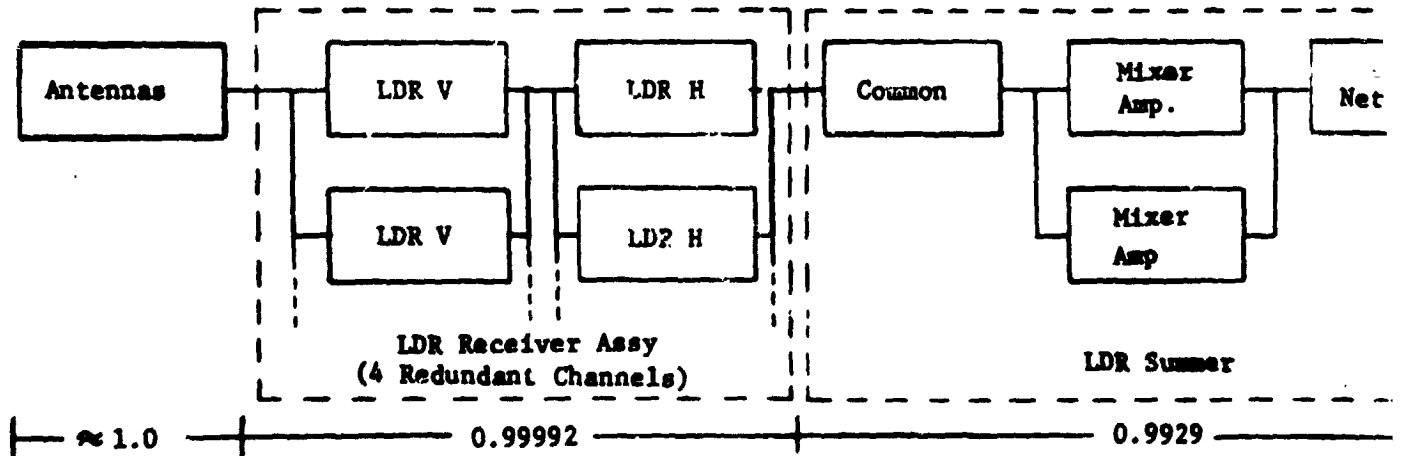 Antennas
LDR V
LDR H
Common
Mixer
Amp.
Net
LDR V
LD? H
Mixer
Amp
LDR Receiver Assy
(4 Redundant Channels)
LDR Summer
≈ 1.0
0.99992
0.9929